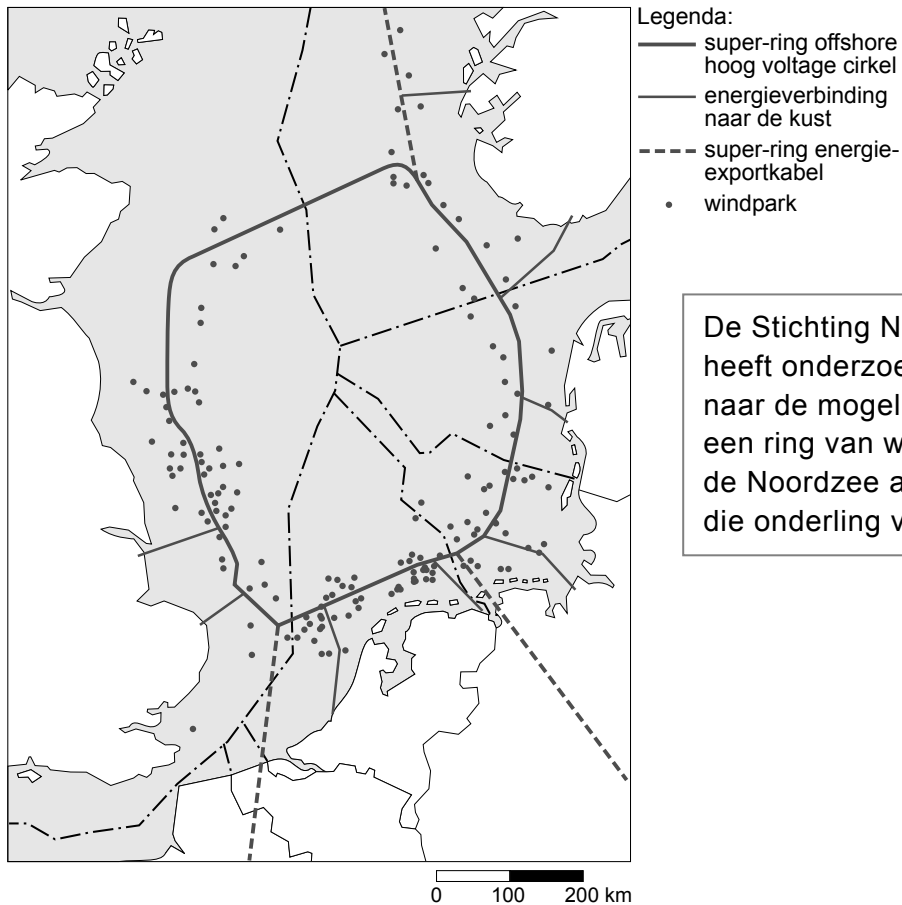 Legenda:
super-ring offshore
hoog voltage cirkel
energieverbinding
naar de kust
super-ring energie-
exportkabel
windpark
De Stichting N
heeft onderzoe
naar de mogel
een ring van w
de Noordzee a
die onderling v
0 100 200 km